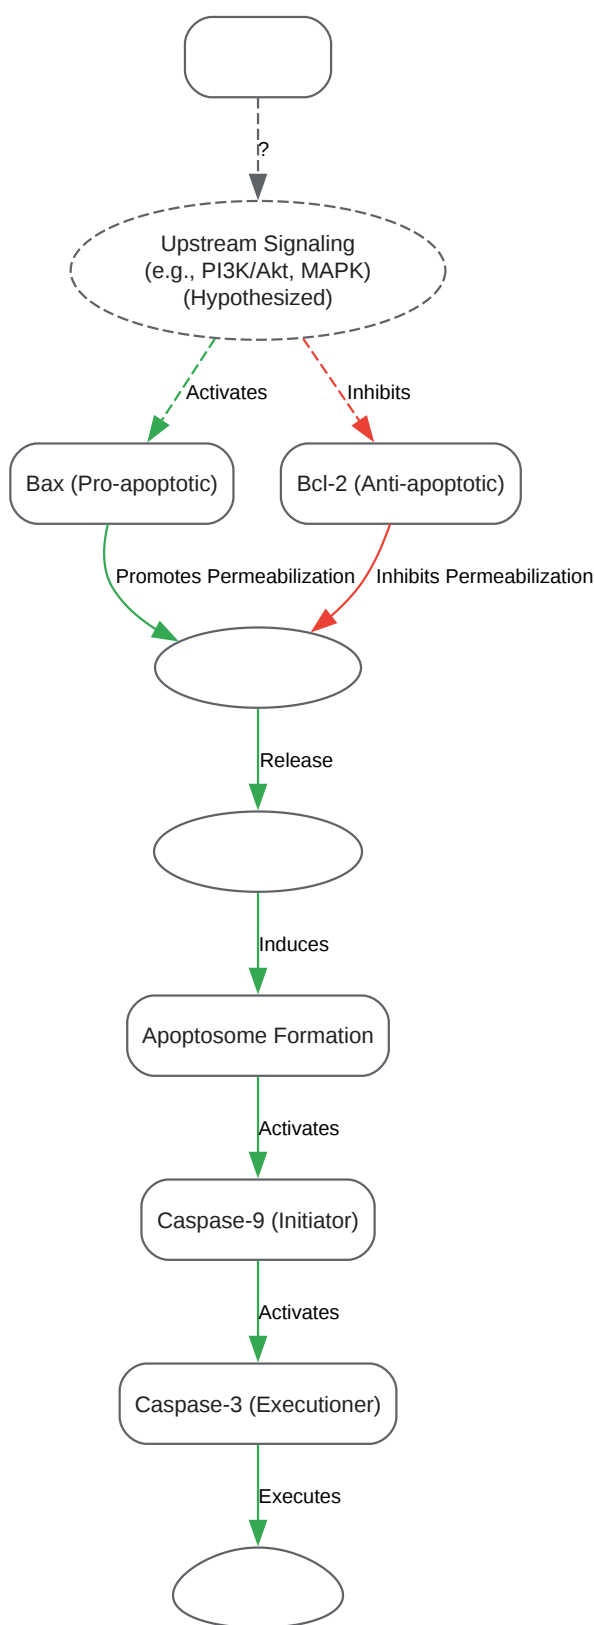 ?
Upstream Signaling
(e.g., PI3K/Akt, MAPK)
(Hypothesized)
Activates
Inhibits
Bax (Pro-apoptotic)
Bcl-2 (Anti-apoptotic)
Promotes Permeabilization
Inhibits Permeabilization
Release
Induces
Apoptosome Formation
Activates
Caspase-9 (Initiator)
Activates
Caspase-3 (Executioner)
Executes